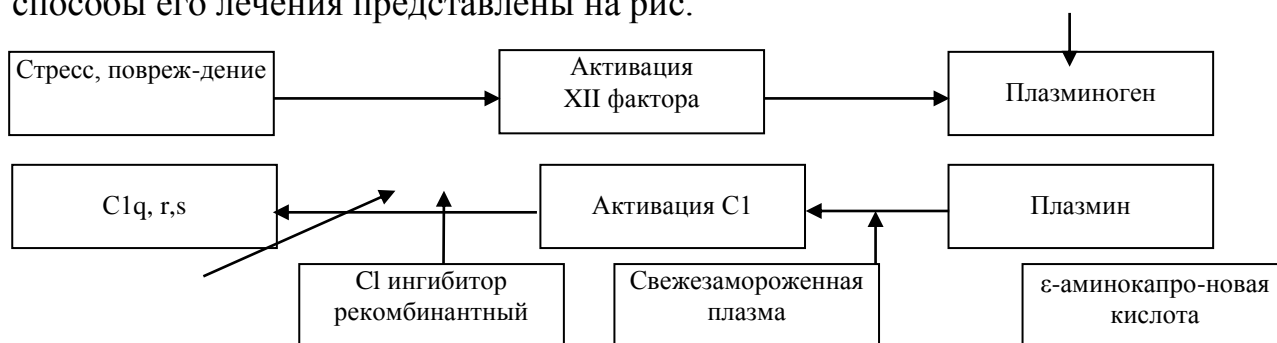 способы его лечения представлены на рис.
Стресс, повреж-дение
Активация
XII фактора
Плазминоген
C1q, r,s
Активация C1
Плазмин
Cl ингибитор
рекомбинантный
Свежезамороженная
плазма
ε-аминокапро-новая
кислота